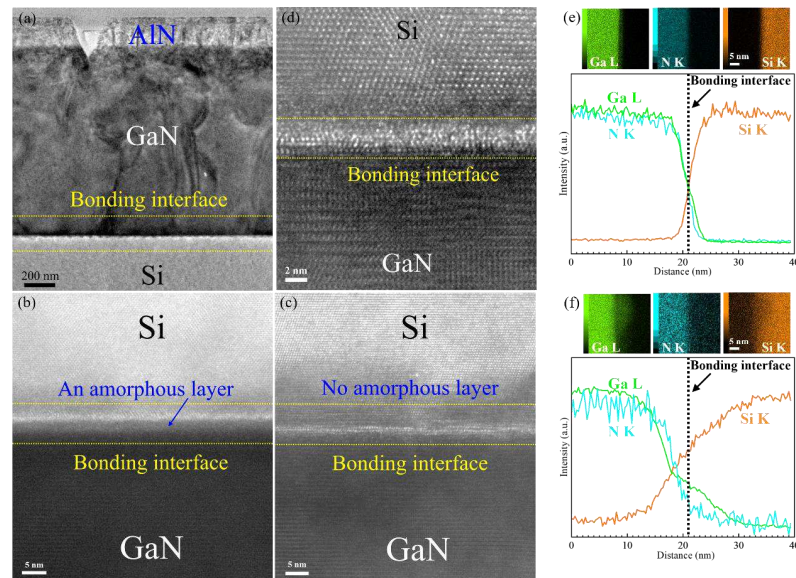 (a)
AlN
GaN
Bonding interface
200 nm
Si
(d)
Si
Bonding interface
2 nm
GaN
(b)
Si
An amorphous layer
Bonding interface
GaN
5 nm
(c)
Si
No amorphous layer
Bonding interface
GaN
5 nm
(e)
Ga L
N K
5 nm
Si K
Bonding interface
Ga L
N K
Si K
Intensity (a.u.)
0 10 20 30 40
Distance (nm)
(f)
Ga L
N K
5 nm
Si K
Bonding interface
Ga L
N K
Si K
Intensity (a.u.)
0 10 20 30 40
Distance (nm)